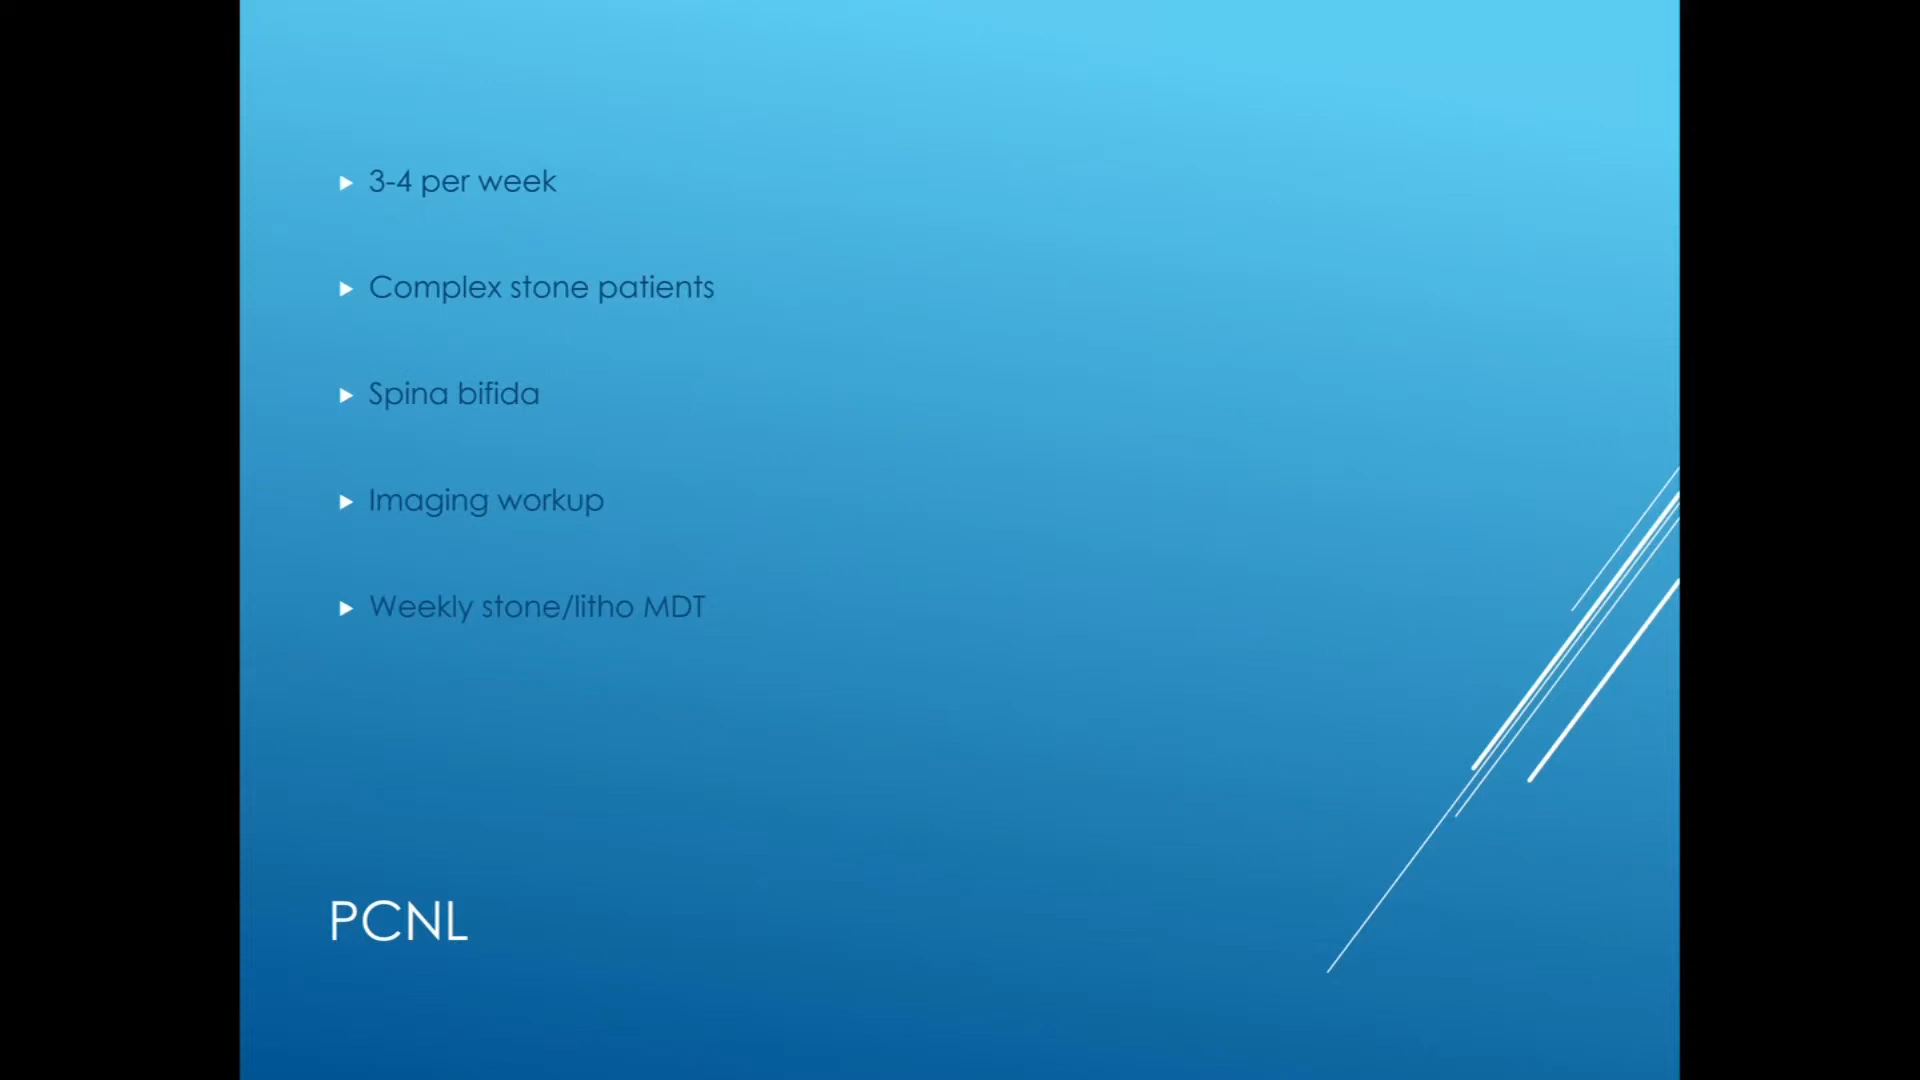 3-4 per week
Complex stone patients
Spina bifida
Imaging workup
Weekly stone/litho MDT
PCNL